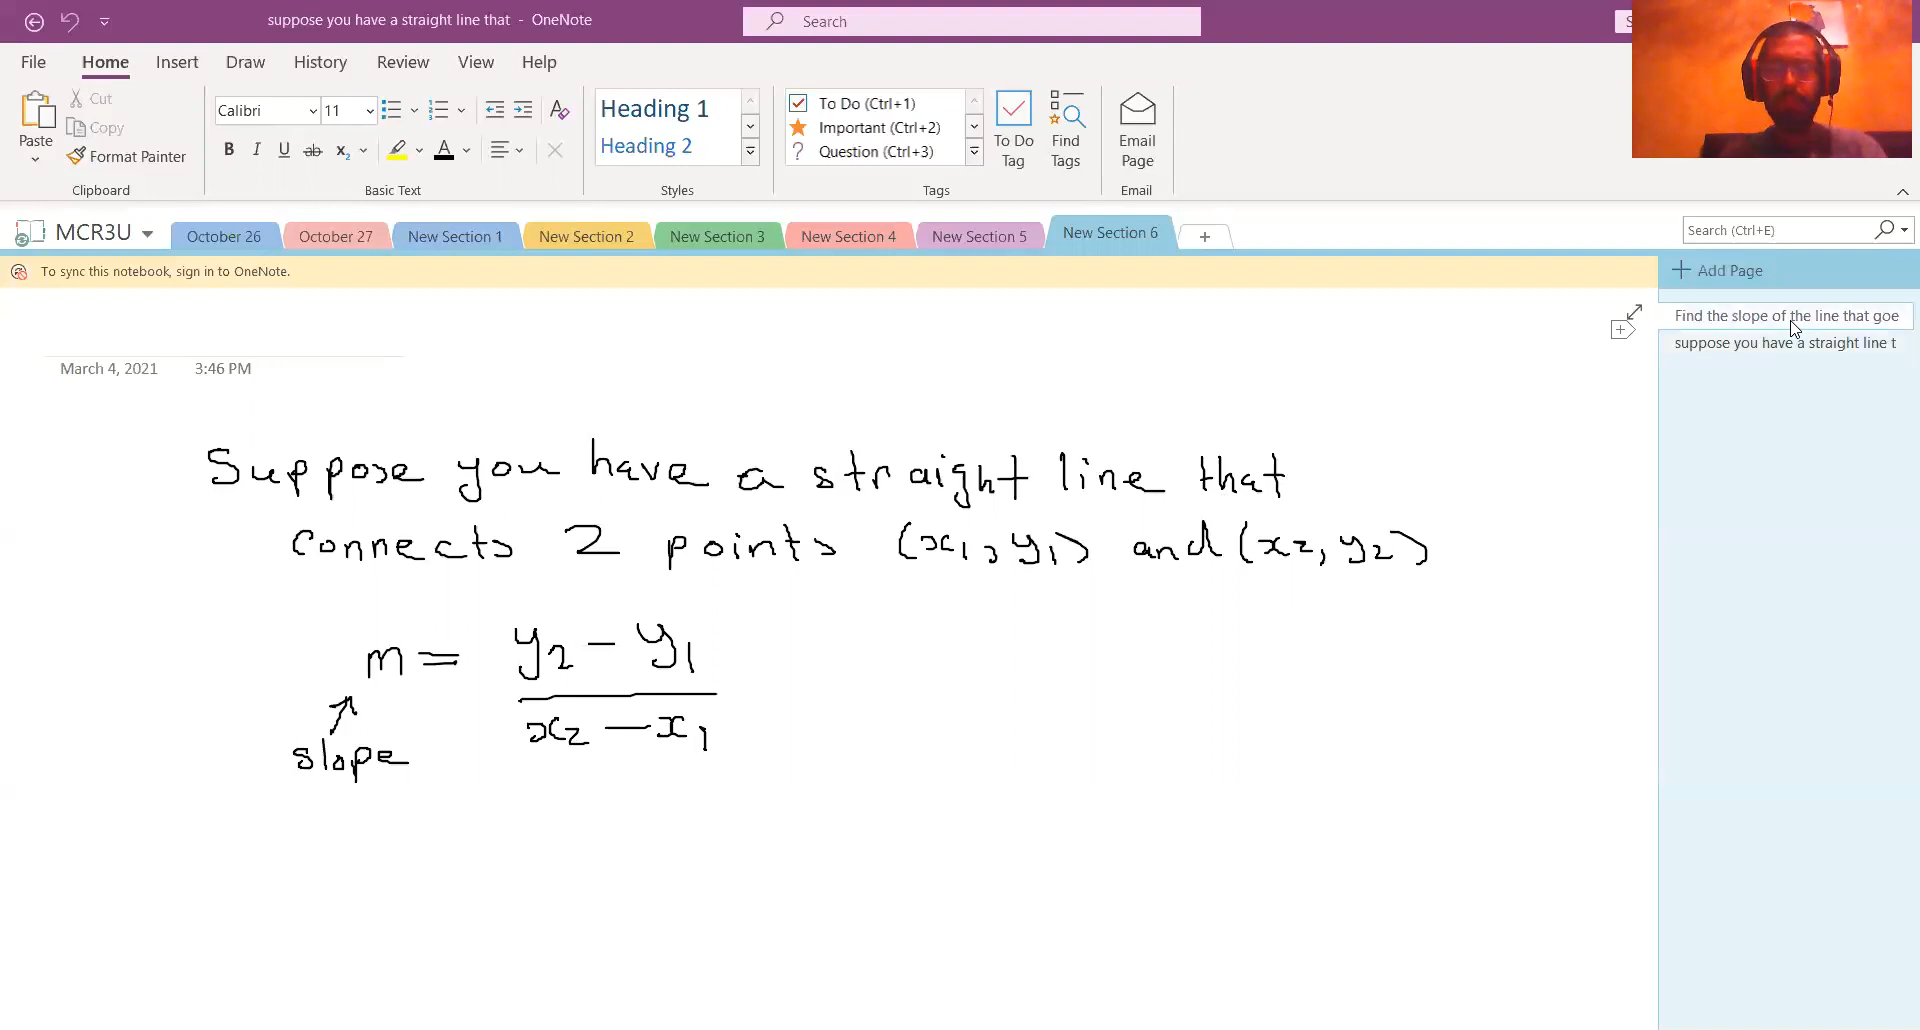 suppose you have a straight line that - OneNote
Search
File Home Insert Draw History Review View Help
Paste
Cut
Copy
Format Painter
Clipboard
Calibri 11
B I U ab x₂ A
Basic Text
Heading 1
Heading 2
Styles
To Do (Ctrl+1)
Important (Ctrl+2)
Question (Ctrl+3)
Tags
To Do Tag
Find Tags
Email Page
Email
MCR3U
October 26 October 27 New Section 1 New Section 2 New Section 3 New Section 4 New Section 5 New Section 6 +
Search (Ctrl+E)
To sync this notebook, sign in to OneNote.
Add Page
Find the slope of the line that goe
suppose you have a straight line t
March 4, 2021 3:46 PM
Suppose you have a straight line that
connects 2 points (x₁, y₁) and (x₂, y₂)
m = y₂ - y₁
x₂ - x₁
slope